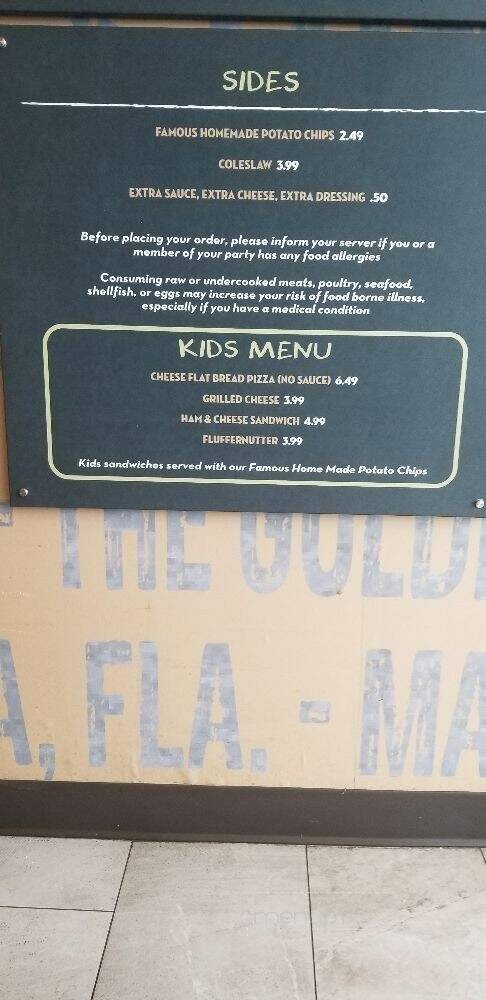 SIDES
FAMOUS HOMEMADE POTATO CHIPS 2.49
COLESLAW 3.99
EXTRA SAUCE, EXTRA CHEESE, EXTRA DRESSING .50
Before placing your order, please inform your server if you or a
member of your party has any food allergies
Consuming raw or undercooked meats, poultry, seafood,
shellfish, or eggs may increase your risk of food borne illness,
especially if you have a medical condition
KIDS MENU
CHEESE FLAT BREAD PIZZA (NO SAUCE) 6.49
GRILLED CHEESE 3.99
HAM & CHEESE SANDWICH 4.99
FLUFFERNUTTER 3.99
Kids sandwiches served with our Famous Home Made Potato Chips
THE GOLD
A, FLA. - MA